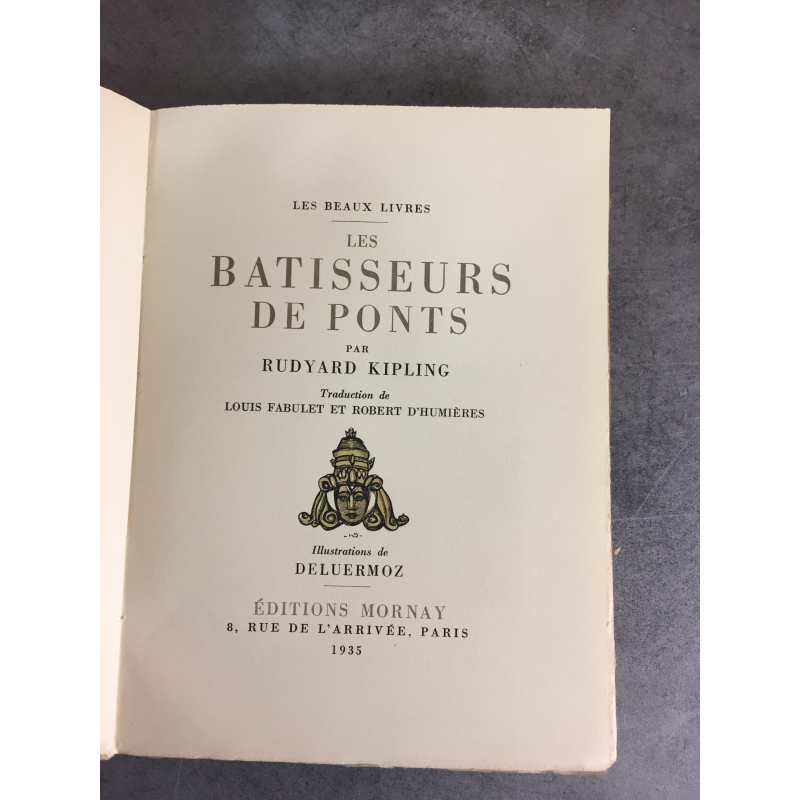 LES BEAUX LIVRES
LES
BATISSEURS
DE PONTS
PAR
RUDYARD KIPLING
Traduction de
LOUIS FABULET ET ROBERT D'HUMIÈRES
Illustrations de
DELUERMOZ
ÉDITIONS MORNAY
8, RUE DE L'ARRIVÉE, PARIS
1935